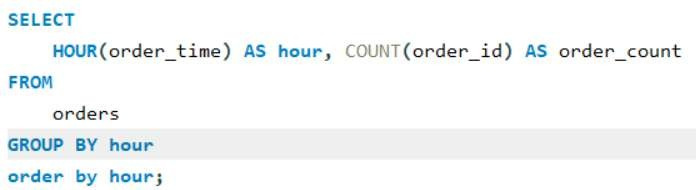 SELECT
    HOUR(order_time) AS hour, COUNT(order_id) AS order_count
FROM
    orders
GROUP BY hour
order by hour;